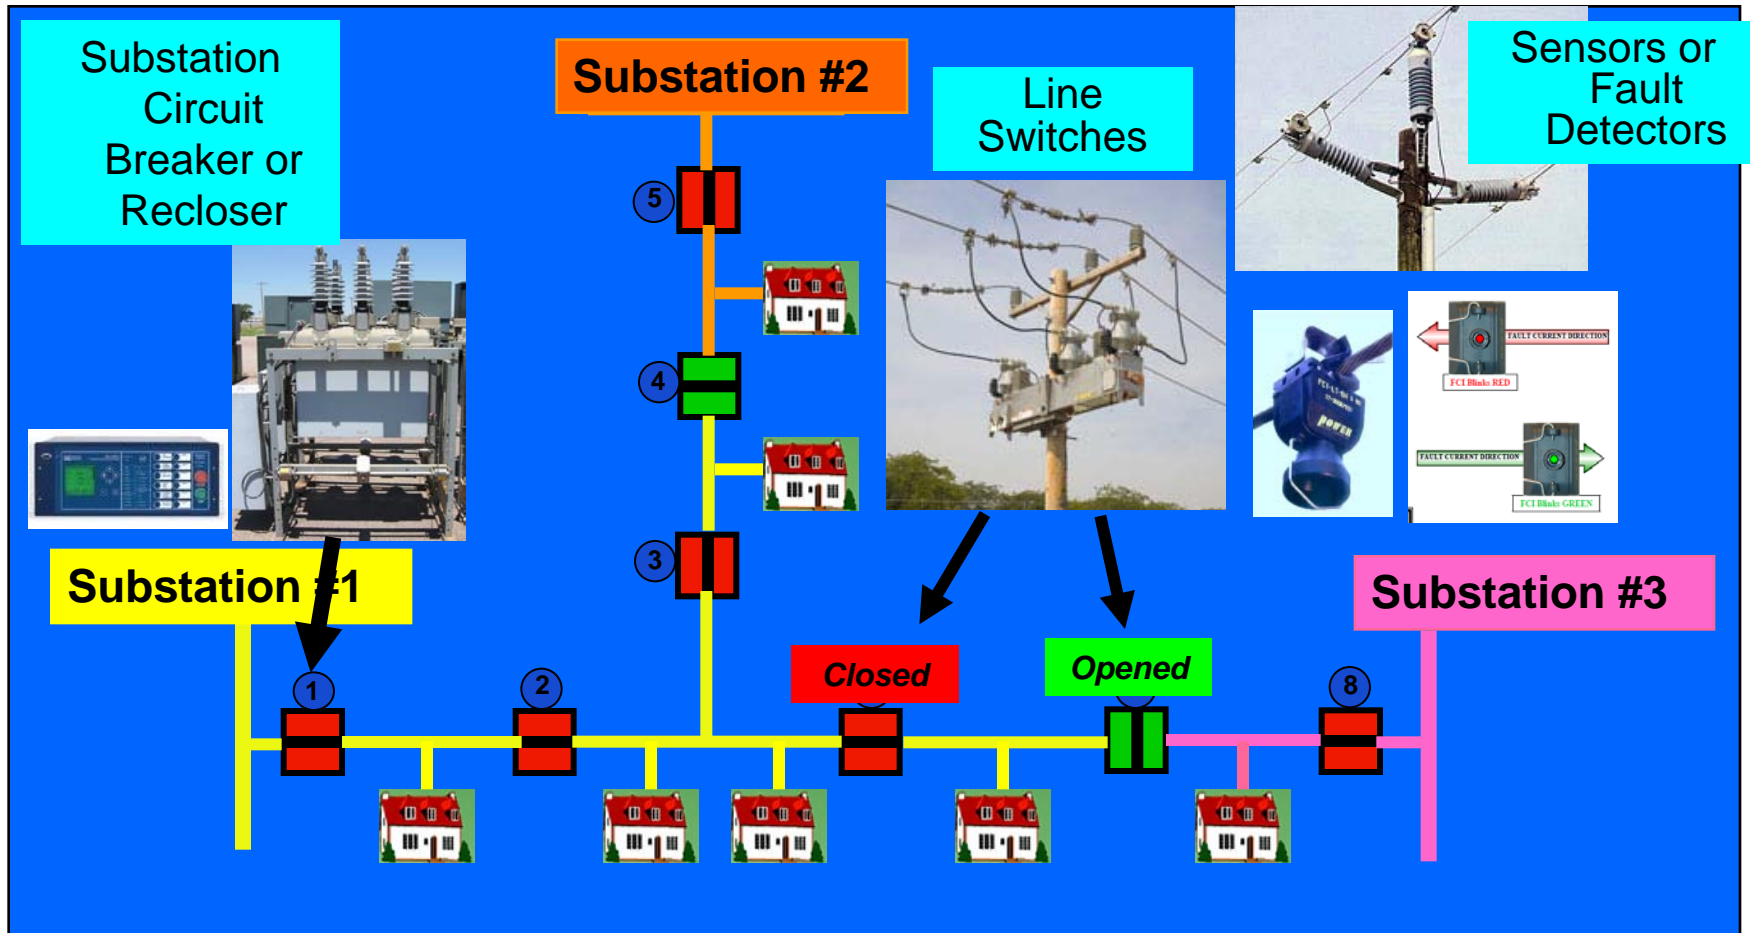 Substation
Circuit
Breaker or
Recloser
Substation #2
Line
Switches
Sensors or
Fault
Detectors
5
4
3
FAULT CURRENT DIRECTION
FCI Blinks RED
FAULT CURRENT DIRECTION
FCI Blinks GREEN
POWER
Substation #1
Substation #3
Closed
Opened
1
2
8